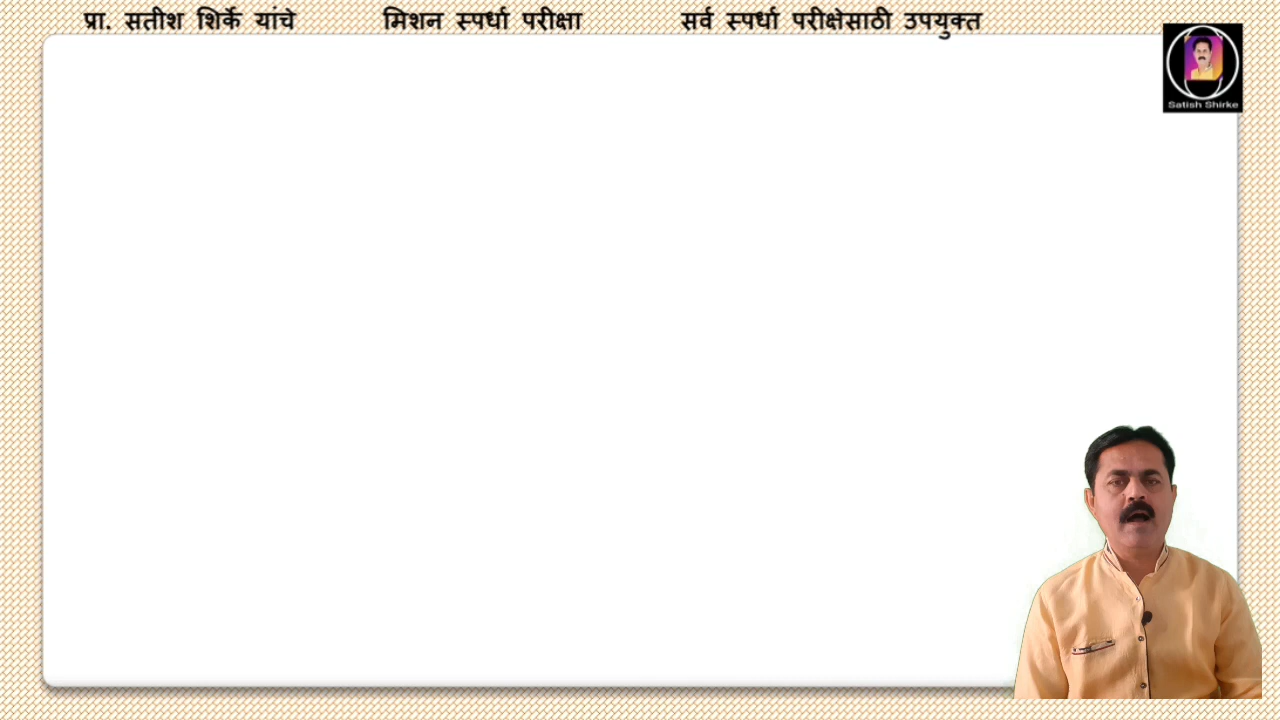 प्रा. सतीश शिर्के यांचे मिशन स्पर्धा परीक्षा सर्व स्पर्धा परीक्षेसाठी उपयुक्त
Satish Shirke